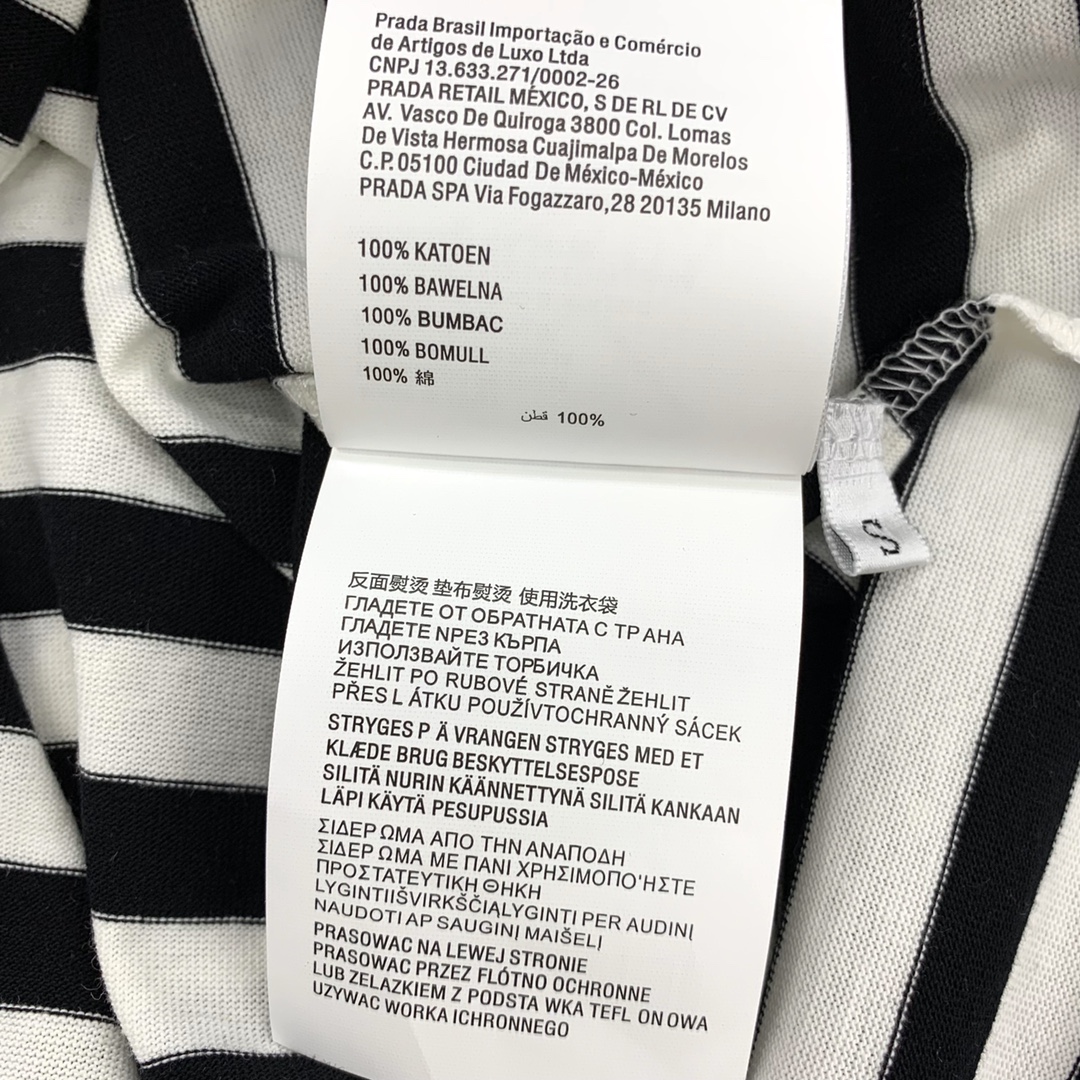 Prada Brasil Importação e Comércio
de Artigos de Luxo Ltda
CNPJ 13.633.271/0002-26
PRADA RETAIL MÉXICO, S DE RL DE CV
AV. Vasco De Quiroga 3800 Col. Lomas
De Vista Hermosa Cuajimalpa De Morelos
C.P. 05100 Ciudad De México-México
PRADA SPA Via Fogazzaro,28 20135 Milano
100% KATOEN
100% BAWELNA
100% BUMBAC
100% BOMULL
100% 綿
100% قطن
S
反面熨烫 垫布熨烫 使用洗衣袋
ГЛАДЕТЕ ОТ ОБРАТНАТА С ТР АНА
ГЛАДЕТЕ NPE3 КЪРПА
ИЗПОЛЗВАЙТЕ ТОРБИЧКА
ŽEHLIT PO RUBOVÉ STRANĚ ŽEHLIT
PŘES L ÁTKU POUŽÍVTOCHRANNÝ SÁCEK
STRYGES P Ä VRANGEN STRYGES MED ET
KLÆDE BRUG BESKYTTELSESPOSE
SILITÄ NURIN KÄÄNNETTYNÄ SILITÄ KANKAAN
LÄPI KÄYTÄ PESUPUSSIA
ΣΙΔΕΡ ΩΜΑ ΑΠΟ ΤΗΝ ΑΝΑΠΟΔΗ
ΣΙΔΕΡ ΩΜΑ ΜΕ ΠΑΝΙ ΧΡΗΣΙΜΟΠΟ'ΗΣΤΕ
ΠΡΟΣΤΑΤΕΥΤΙΚΗ ΘΗΚΗ
LYGINTIIŠVIRKŠČIĄLYGINTI PER AUDINĮ
NAUDOTI AP SAUGINĮ MAIŠELĮ
PRASOWAC NA LEWEJ STRONIE
PRASOWAC PRZEZ FLÓTNO OCHRONNE
LUB ZELAZKIEM Z PODSTA WKA TEFL ON OWA
UZYWAC WORKA ICHRONNEGO